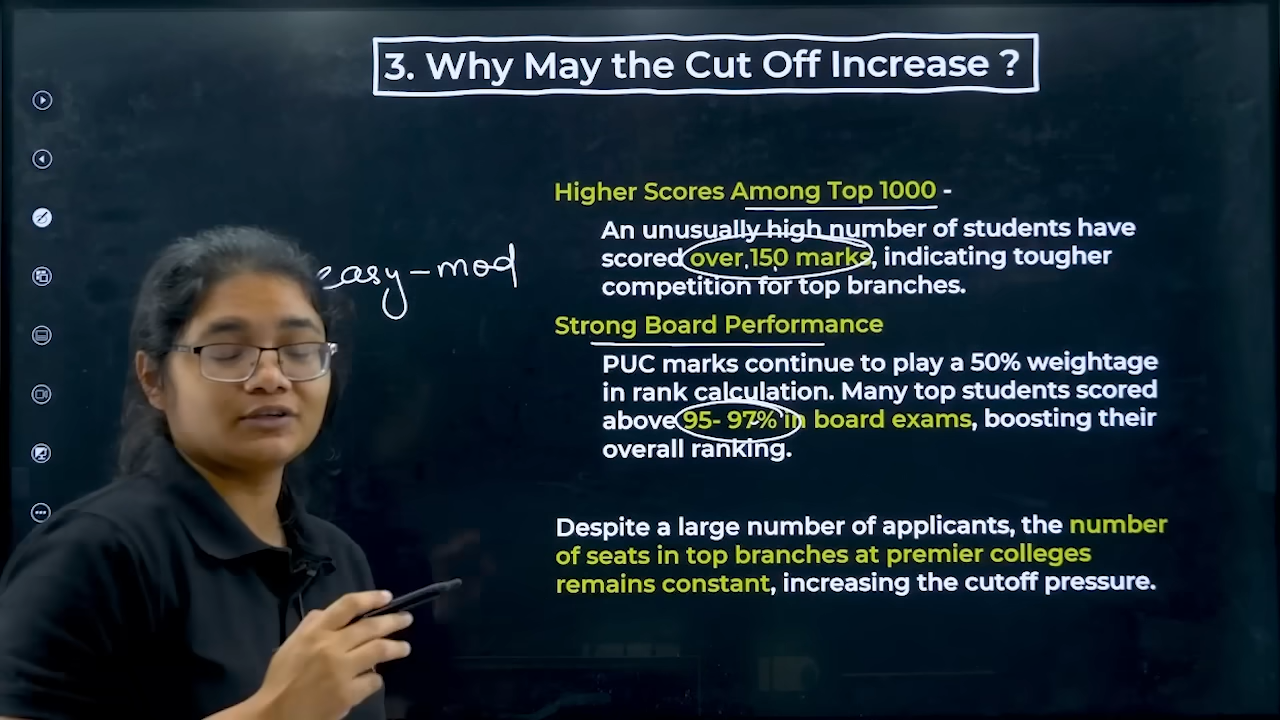 3. Why May the Cut Off Increase ?
Higher Scores Among Top 1000 -
An unusually high number of students have
scored over 150 marks, indicating tougher
competition for top branches.
easy-mod
Strong Board Performance
PUC marks continue to play a 50% weightage
in rank calculation. Many top students scored
above 95- 97% in board exams, boosting their
overall ranking.
Despite a large number of applicants, the number
of seats in top branches at premier colleges
remains constant, increasing the cutoff pressure.